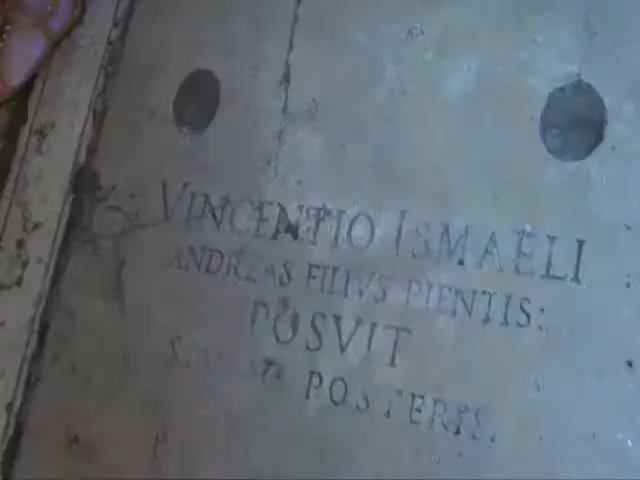 VINCENTIO ISMAELI
ANDREAS FILIVS PIENTIS:
POSVIT
POSTERIS.